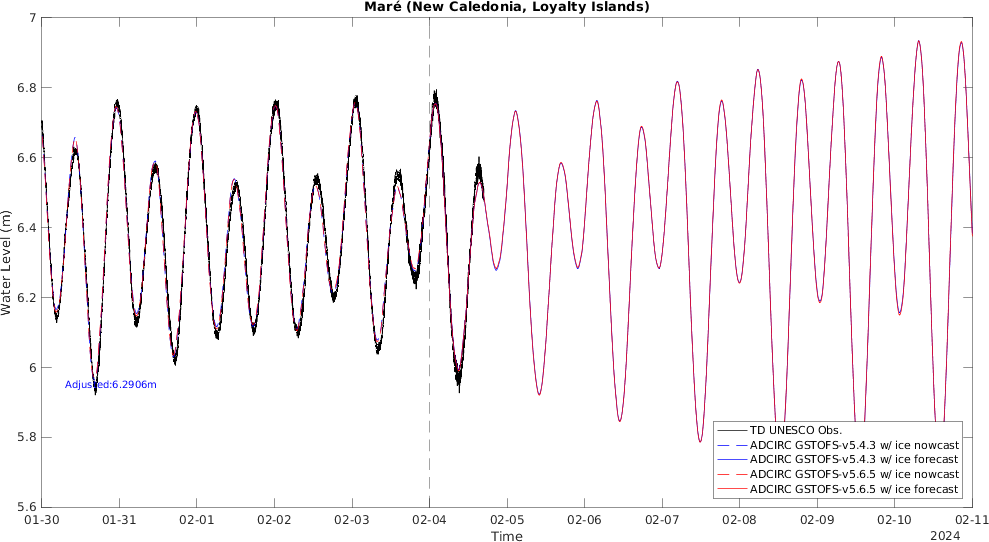 Maré (New Caledonia, Loyalty Islands)
7
6.8
6.6
6.4
6.2
6
5.8
5.6
Water Level (m)
Adjusted:6.2906m
TD UNESCO Obs.
ADCIRC GSTOFS-v5.4.3 w/ ice nowcast
ADCIRC GSTOFS-v5.4.3 w/ ice forecast
ADCIRC GSTOFS-v5.6.5 w/ ice nowcast
ADCIRC GSTOFS-v5.6.5 w/ ice forecast
01-30 01-31 02-01 02-02 02-03 02-04 02-05 02-06 02-07 02-08 02-09 02-10 02-11
Time
2024